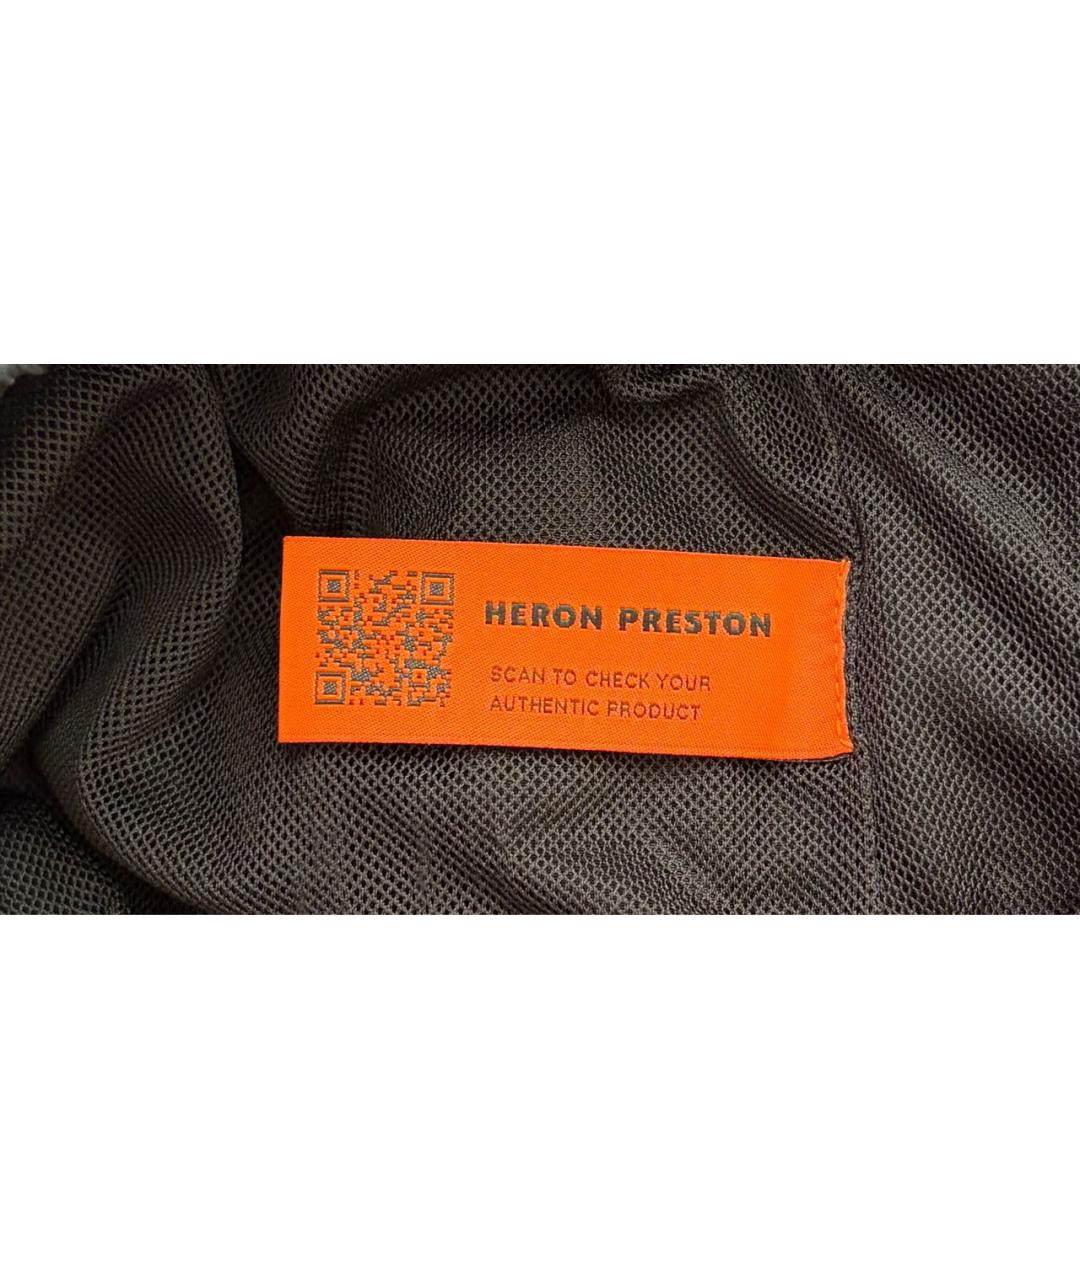 HERON PRESTON
SCAN TO CHECK YOUR
AUTHENTIC PRODUCT